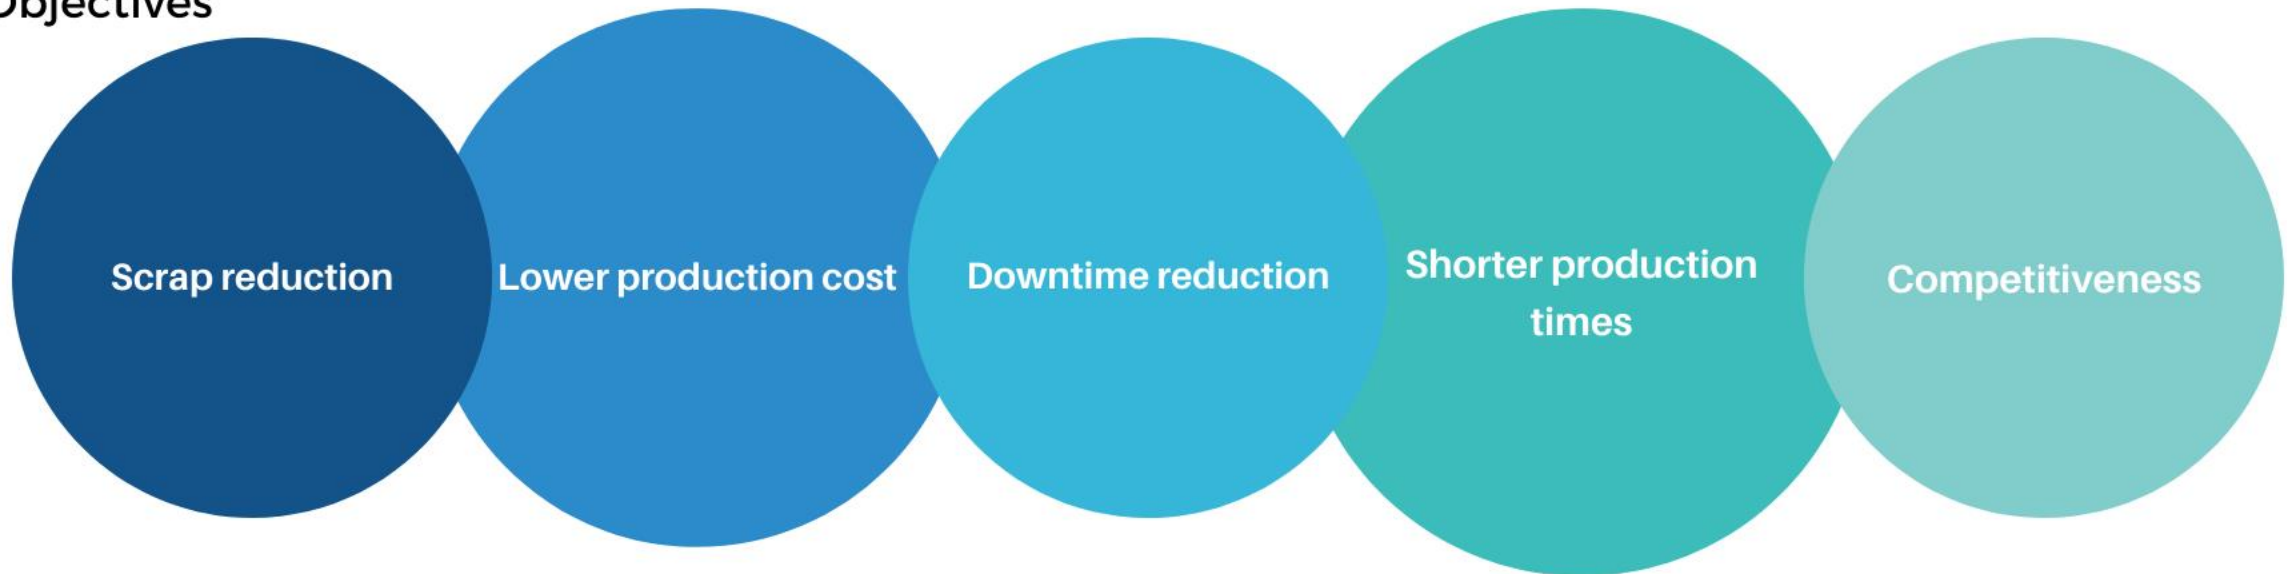 Objectives
Scrap reduction
Lower production cost
Downtime reduction
Shorter production
times
Competitiveness